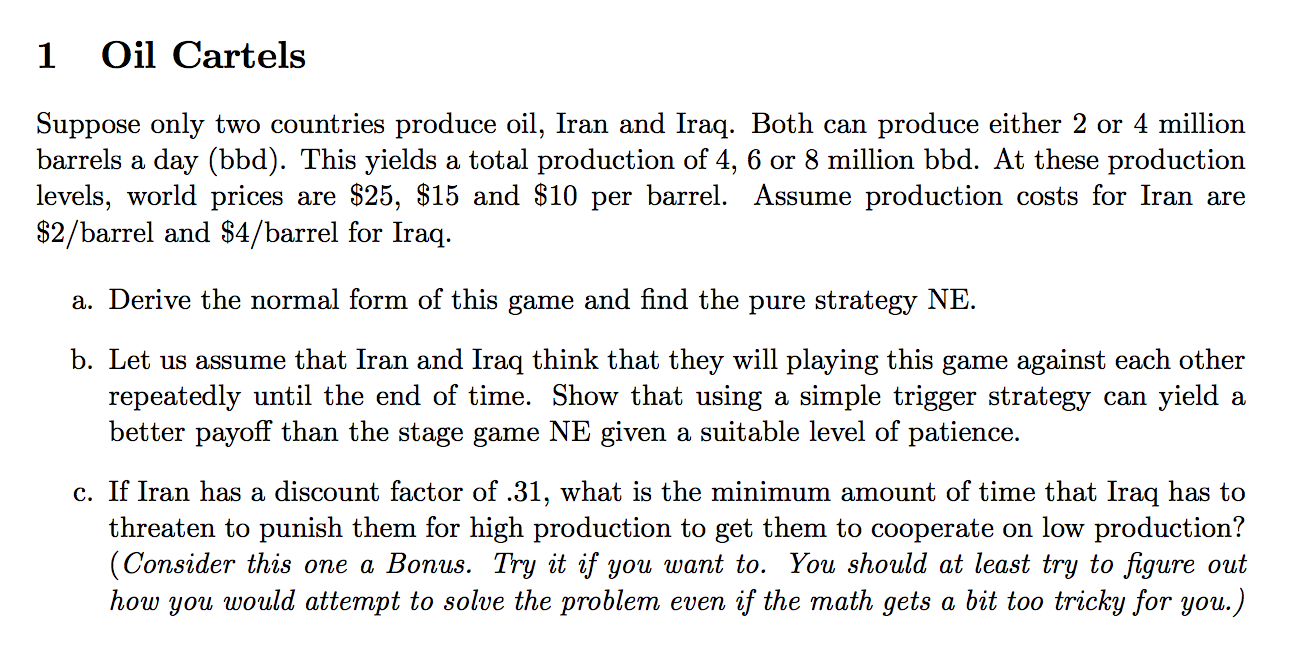 1 Oil Cartels
Suppose only two countries produce oil, Iran and Iraq. Both can produce either 2 or 4 million
barrels a day (bbd). This yields a total production of 4, 6 or 8 million bbd. At these production
levels, world prices are $25, $15 and $10 per barrel. Assume production costs for Iran are
$2/barrel and $4/barrel for Iraq.
a. Derive the normal form of this game and find the pure strategy NE.
b. Let us assume that Iran and Iraq think that they will playing this game against each other
repeatedly until the end of time. Show that using a simple trigger strategy can yield a
better payoff than the stage game NE given a suitable level of patience.
c. If Iran has a discount factor of .31, what is the minimum amount of time that Iraq has to
threaten to punish them for high production to get them to cooperate on low production?
(Consider this one a Bonus. Try it if you want to. You should at least try to figure out
how you would attempt to solve the problem even if the math gets a bit too tricky for you.)